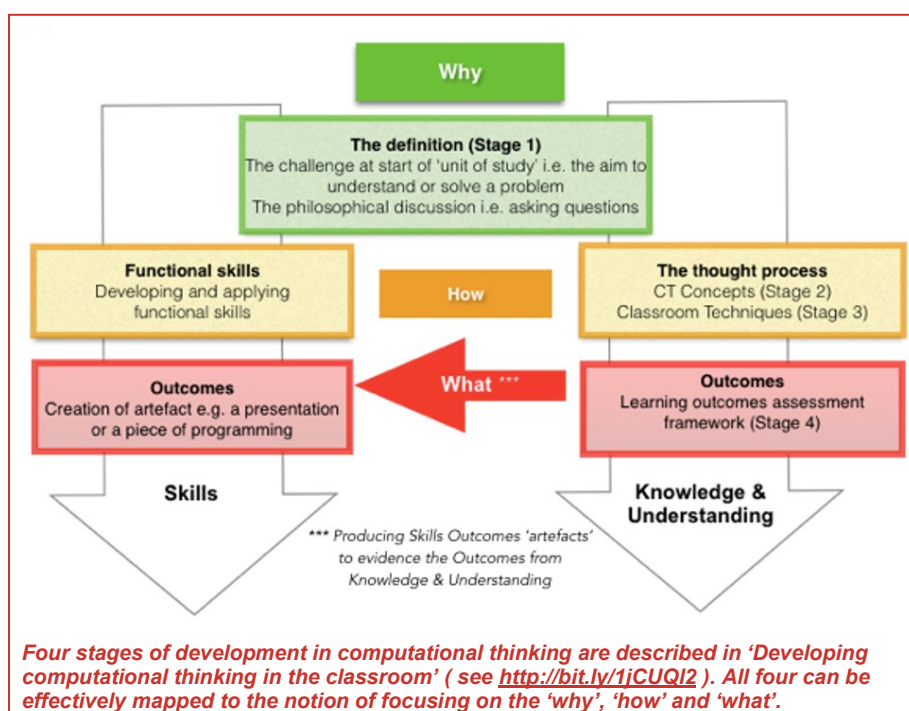 Why
The definition (Stage 1)
The challenge at start of 'unit of study' i.e. the aim to
understand or solve a problem
The philosophical discussion i.e. asking questions
Functional skills
Developing and applying
functional skills
How
The thought process
CT Concepts (Stage 2)
Classroom Techniques (Stage 3)
Outcomes
Creation of artefact e.g. a presentation
or a piece of programming
What ***
Outcomes
Learning outcomes assessment
framework (Stage 4)
Skills
Knowledge &
Understanding
*** Producing Skills Outcomes 'artefacts'
to evidence the Outcomes from
Knowledge & Understanding
Four stages of development in computational thinking are described in 'Developing
computational thinking in the classroom' ( see http://bit.ly/1jCUQI2 ). All four can be
effectively mapped to the notion of focusing on the 'why', 'how' and 'what'.